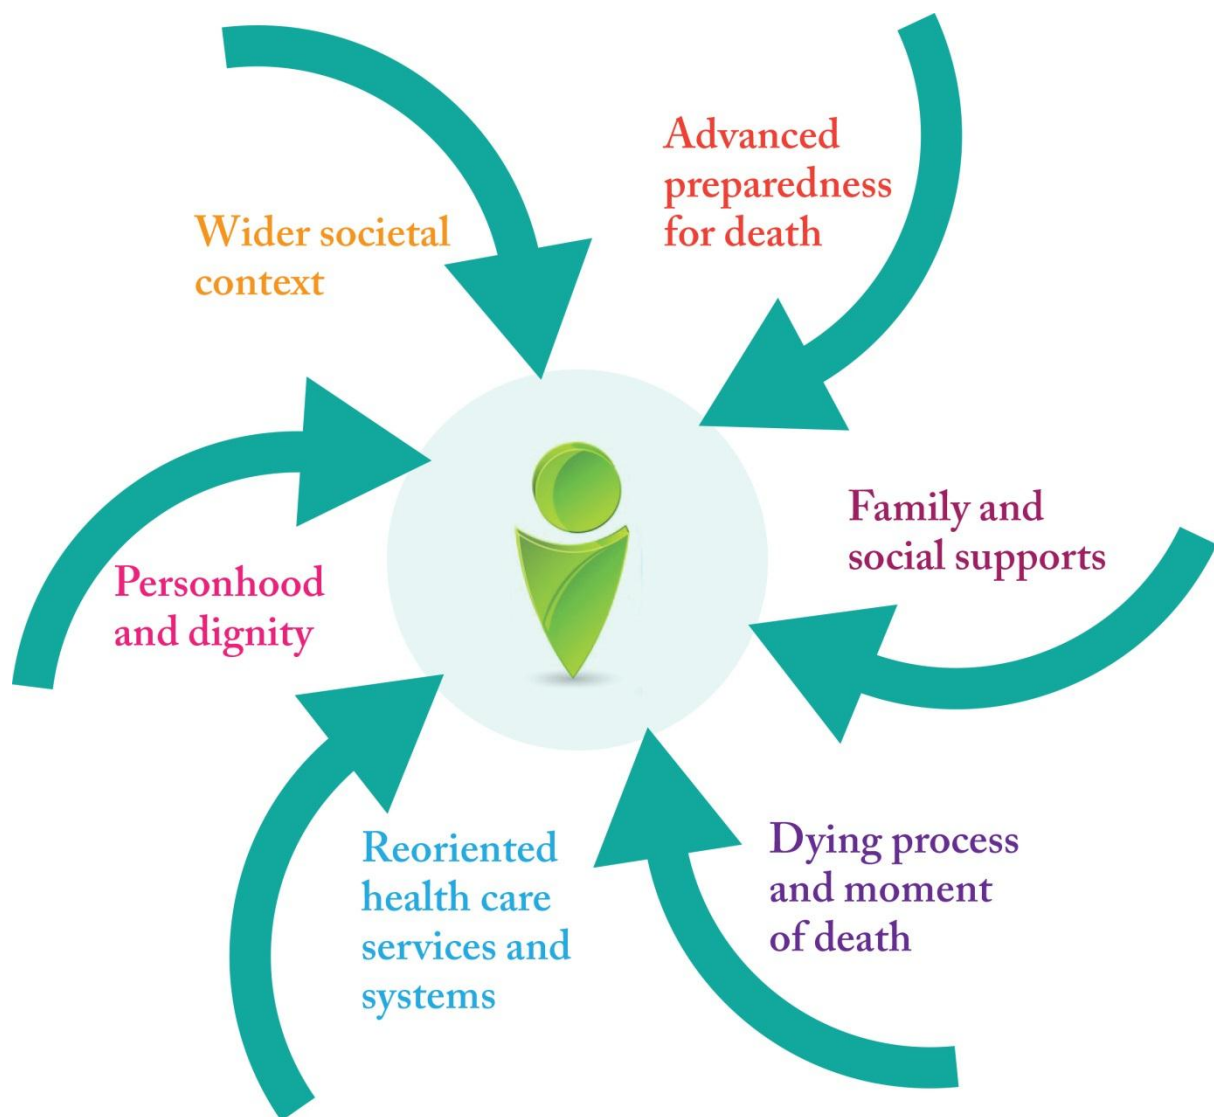 Advanced
preparedness
for death
Wider societal
context
Family and
social supports
Personhood
and dignity
Dying process
and moment
of death
Reoriented
health care
services and
systems